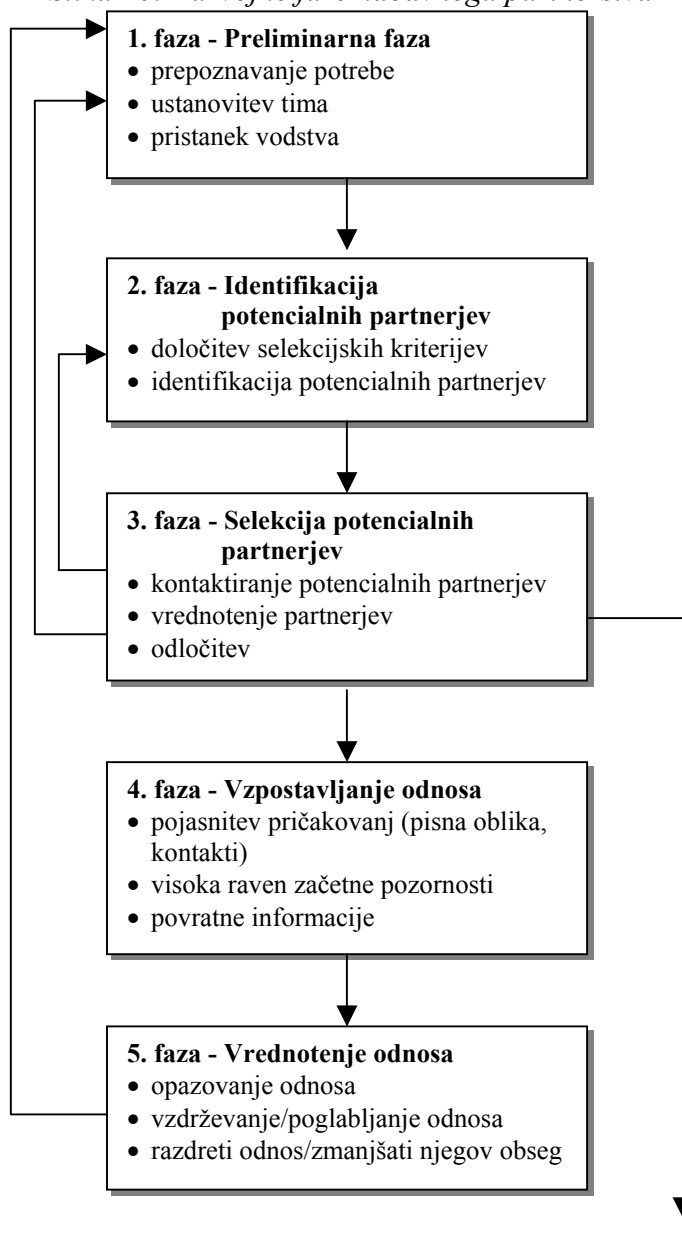 1. faza - Preliminarna faza
• prepoznavanje potrebe
• ustanovitev tima
• pristanek vodstva
2. faza - Identifikacija
potencialnih partnerjev
• določitev selekcijskih kriterijev
• identifikacija potencialnih partnerjev
3. faza - Selekcija potencialnih
partnerjev
• kontaktiranje potencialnih partnerjev
• vrednotenje partnerjev
• odločitev
4. faza - Vzpostavljanje odnosa
• pojasnitev pričakovanj (pisna oblika,
kontakti)
• visoka raven začetne pozornosti
• povratne informacije
5. faza - Vrednotenje odnosa
• opazovanje odnosa
• vzdrževanje/poglabljanje odnosa
• razdreti odnos/zmanjšati njegov obseg